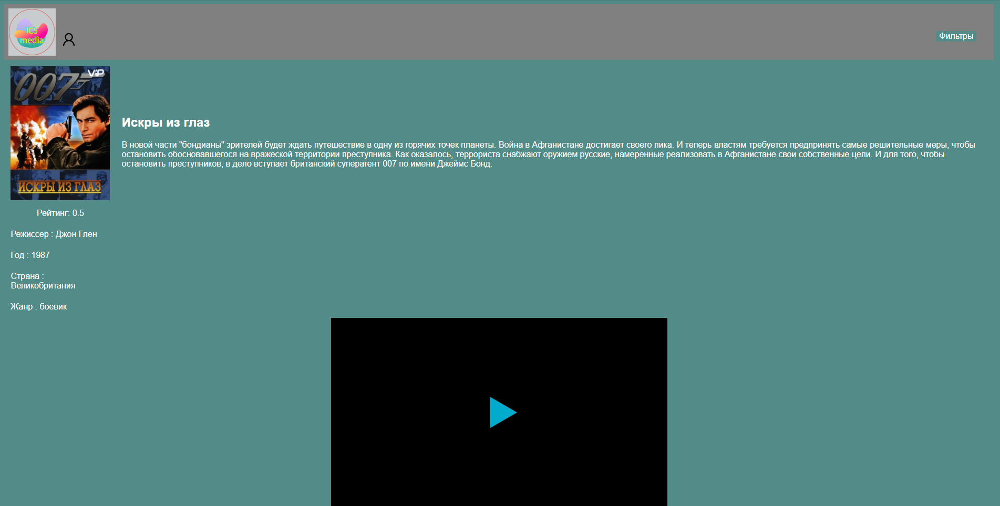 ICS
media
Фильтры
007
ViP
ИСКРЫ ИЗ ГЛАЗ
Искры из глаз
В новой части "бондианы" зрителей будет ждать путешествие в одну из горячих точек планеты. Война в Афганистане достигает своего пика. И теперь властям требуется предпринять самые решительные меры, чтобы
остановить обосновавшегося на вражеской территории преступника. Как оказалось, террориста снабжают оружием русские, намеренные реализовать в Афганистане свои собственные цели. И для того, чтобы
остановить преступников, в дело вступает британский суперагент 007 по имени Джеймс Бонд.
Рейтинг: 0.5
Режиссер : Джон Глен
Год : 1987
Страна :
Великобритания
Жанр : боевик